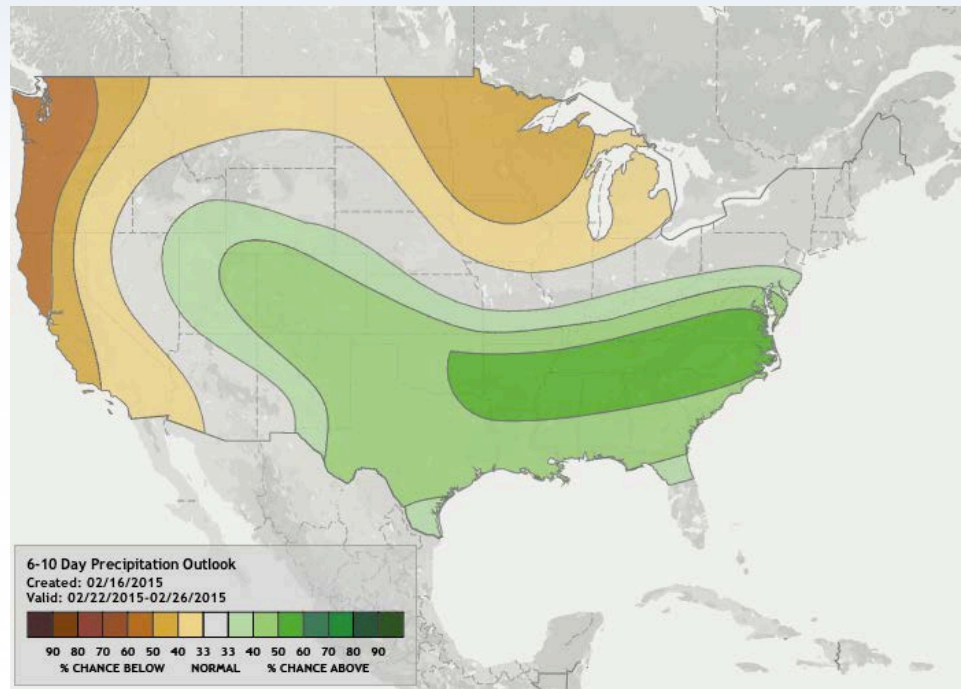 6-10 Day Precipitation Outlook
Created: 02/16/2015
Valid: 02/22/2015-02/26/2015
90 80 70 60 50 40 33 33 40 50 60 70 80 90
% CHANCE BELOW NORMAL % CHANCE ABOVE